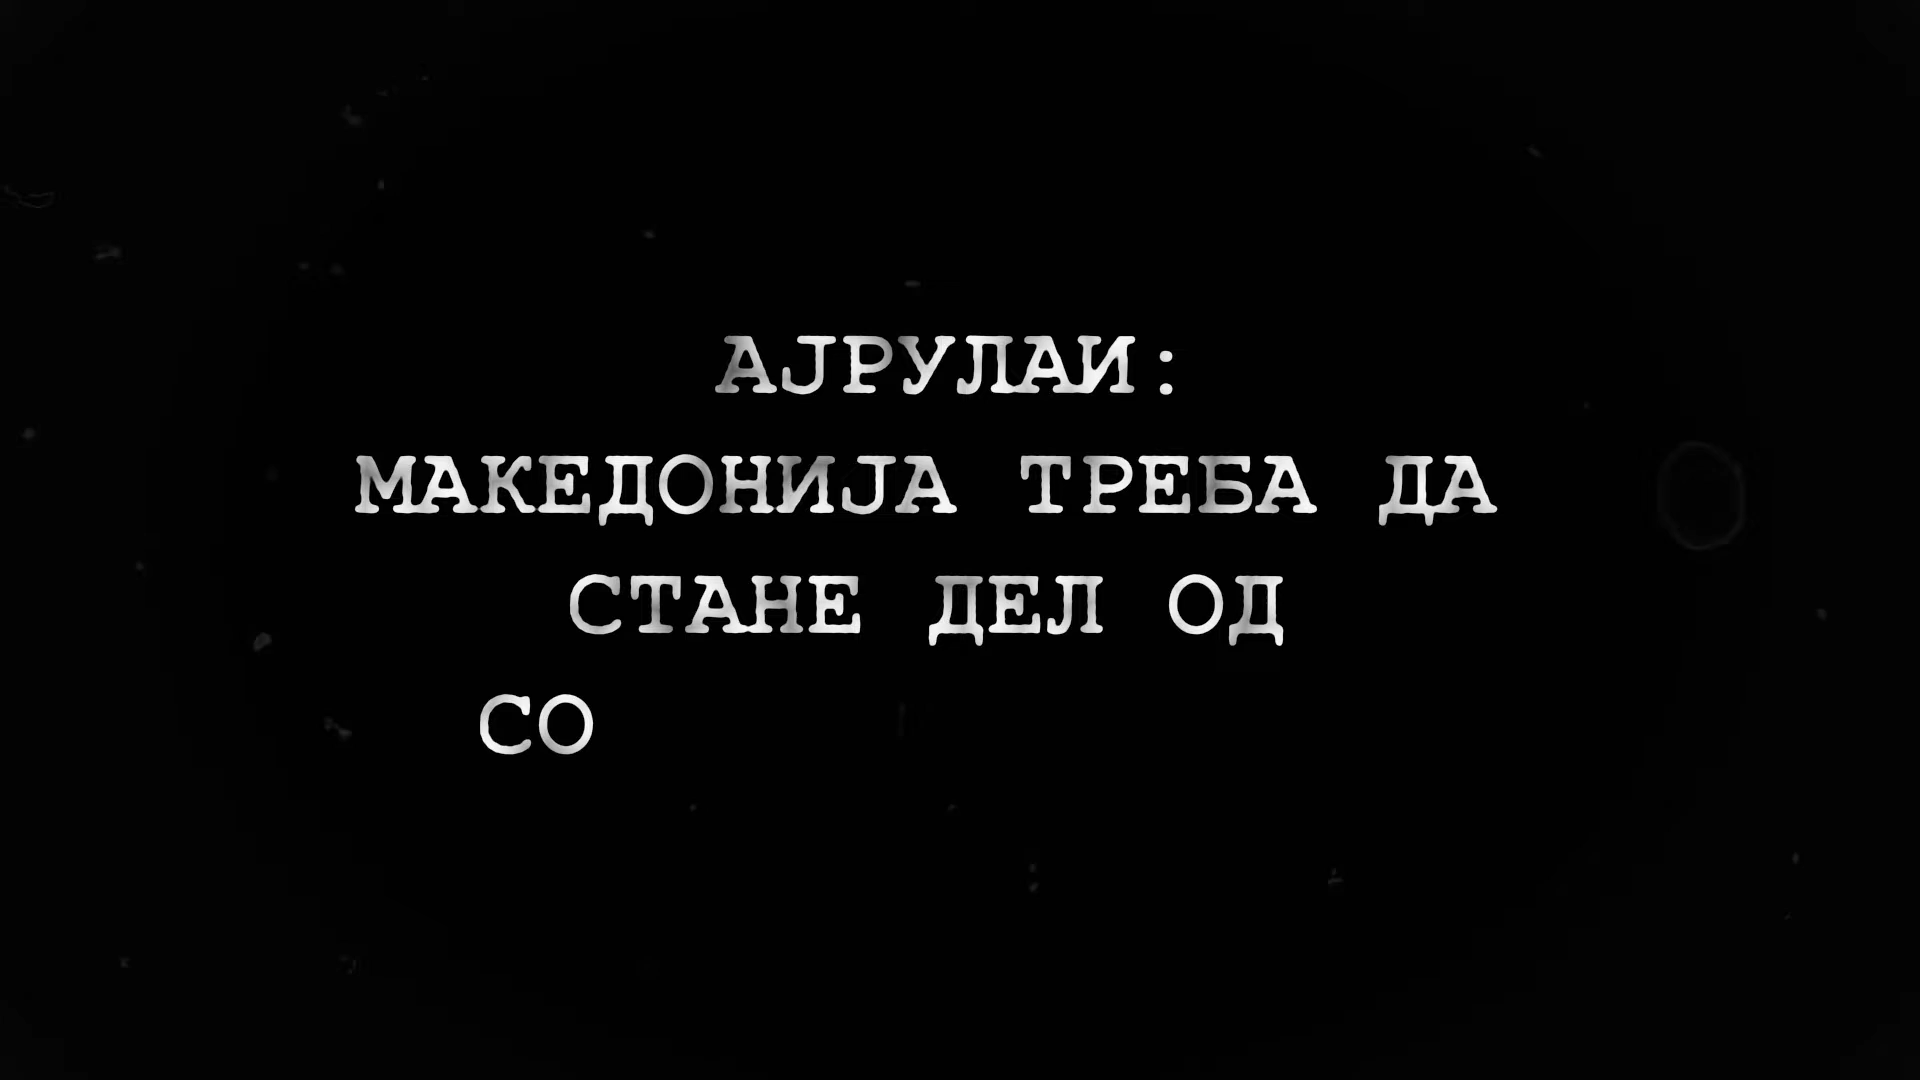 АЈРУЛАИ:
МАКЕДОНИЈА ТРЕБА ДА
СТАНЕ ДЕЛ ОД
СО